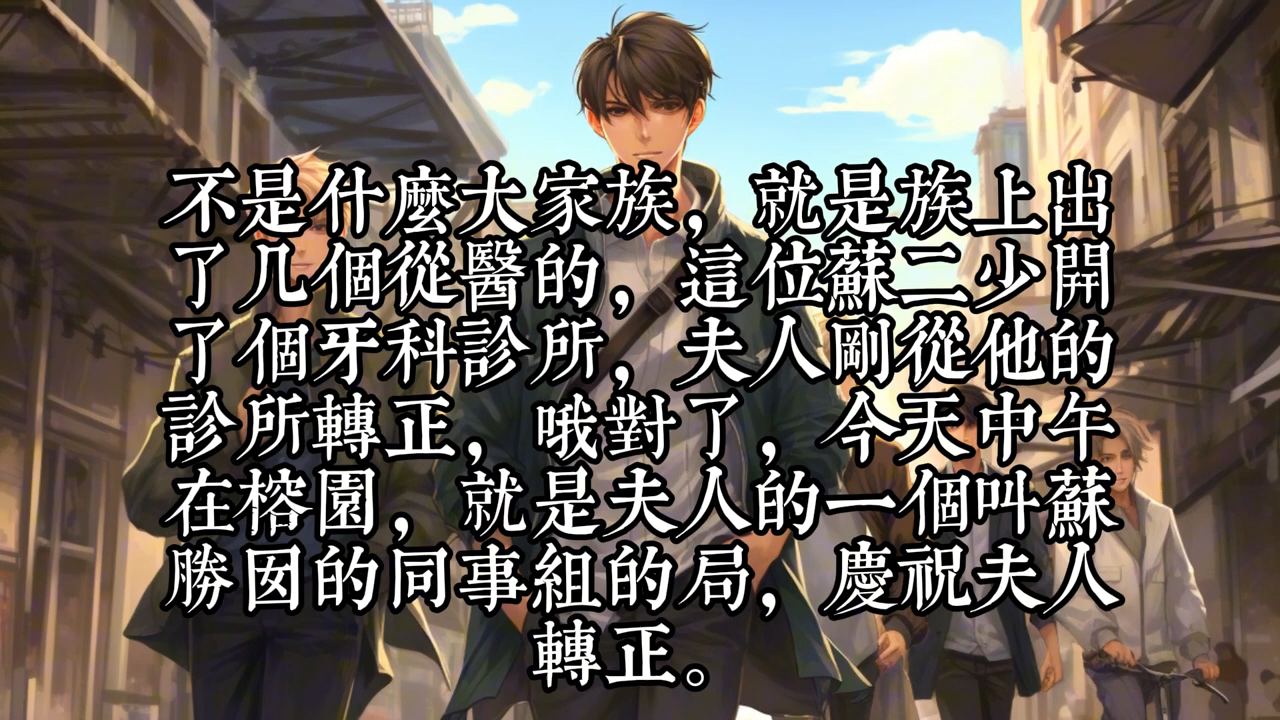 不是什麼大家族，就是族上出
了几個從醫的，這位蘇二少開
了個牙科診所，夫人剛從他的
診所轉正，哦對了，今天中午
在榕園，就是夫人的一個叫蘇
勝囡的同事組的局，慶祝夫人
轉正。